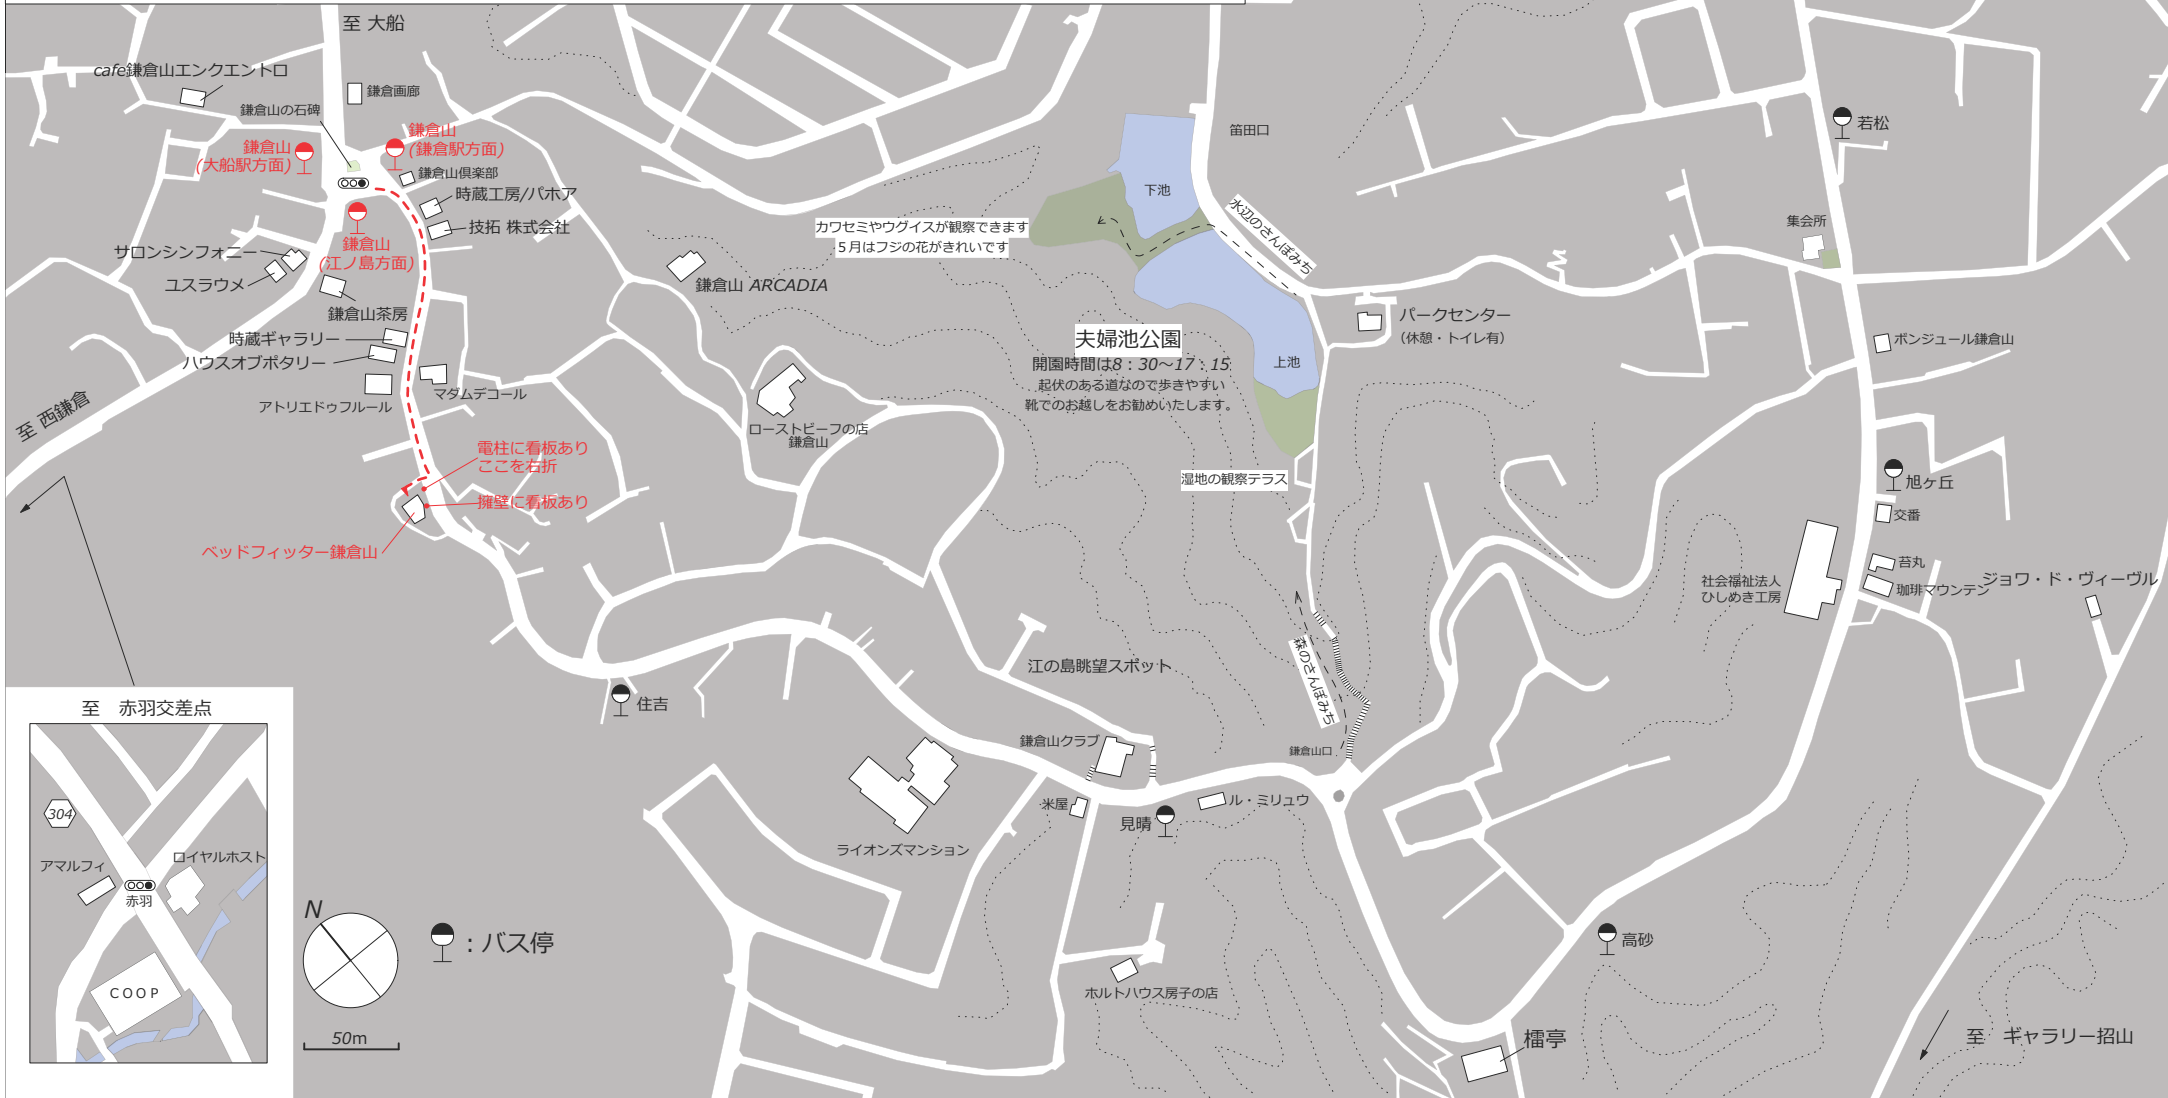 至 大船
cafe鎌倉山エンクエントロ
鎌倉画廊
鎌倉山の石碑
鎌倉山
(大船駅方面)
鎌倉山
(鎌倉駅方面)
鎌倉山倶楽部
時蔵工房/パホア
技拓 株式会社
鎌倉山
(江ノ島方面)
サロンシンフォニー
ユスラウメ
鎌倉山茶房
時蔵ギャラリー
ハウスオブポタリー
アトリエドゥフルール
マダムデコール
至 西鎌倉
電柱に看板あり
ここを右折
擁壁に看板あり
ベッドフィッター鎌倉山
鎌倉山 ARCADIA
ローストビーフの店
鎌倉山
カワセミやウグイスが観察できます
５月はフジの花がきれいです
笛田口
下池
水辺のさんぽみち
夫婦池公園
開園時間は8：30～17：15
起伏のある道なので歩きやすい
靴でのお越しをお勧めいたします。
上池
パークセンター
（休憩・トイレ有）
湿地の観察テラス
森のさんぽみち
鎌倉山口
若松
集会所
ボンジュール鎌倉山
旭ヶ丘
交番
苔丸
珈琲マウンテン
ジョワ・ド・ヴィーヴル
社会福祉法人
ひしめき工房
江の島眺望スポット
住吉
鎌倉山クラブ
米屋
見晴
ル・ミリュウ
ライオンズマンション
ホルトハウス房子の店
高砂
檑亭
至　ギャラリー招山
至　赤羽交差点
304
アマルフィ
ロイヤルホスト
赤羽
COOP
N
：バス停
50m